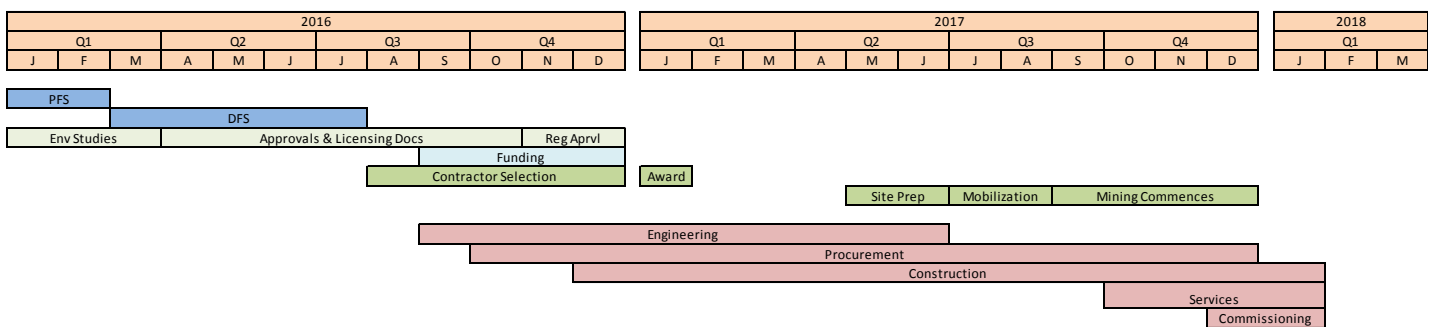 2016 2017 2018
Q1 Q2 Q3 Q4 Q1 Q2 Q3 Q4 Q1
J F M A M J J A S O N D J F M A M J J A S O N D J F M
PFS
DFS
Env Studies Approvals & Licensing Docs Reg Aprvl
Funding
Contractor Selection Award
Site Prep Mobilization Mining Commences
Engineering
Procurement
Construction
Services
Commissioning